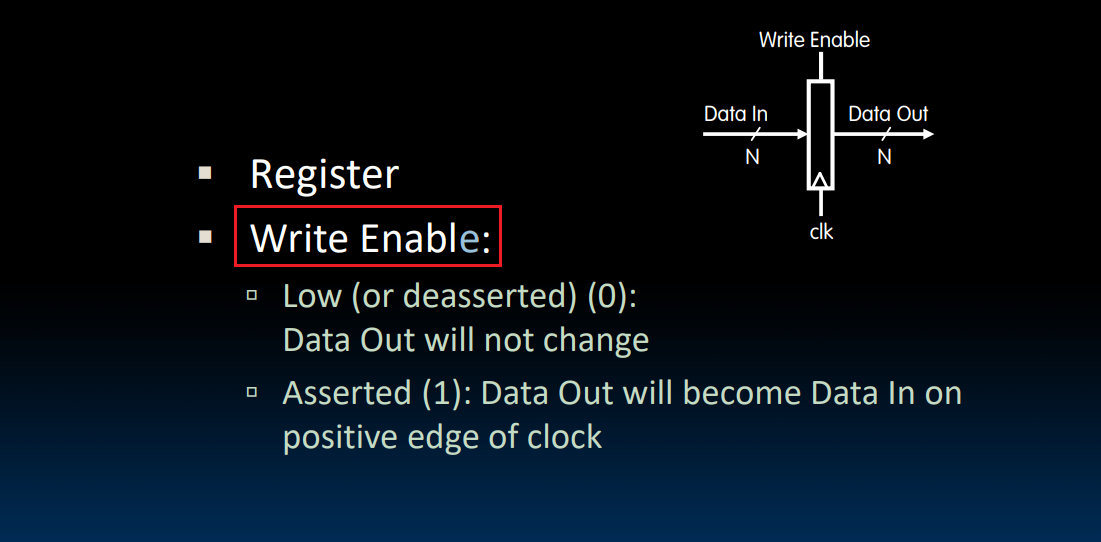 Write Enable
Data In
Data Out
N
N
clk
Register
Write Enable:
Low (or deasserted) (0):
Data Out will not change
Asserted (1): Data Out will become Data In on
positive edge of clock